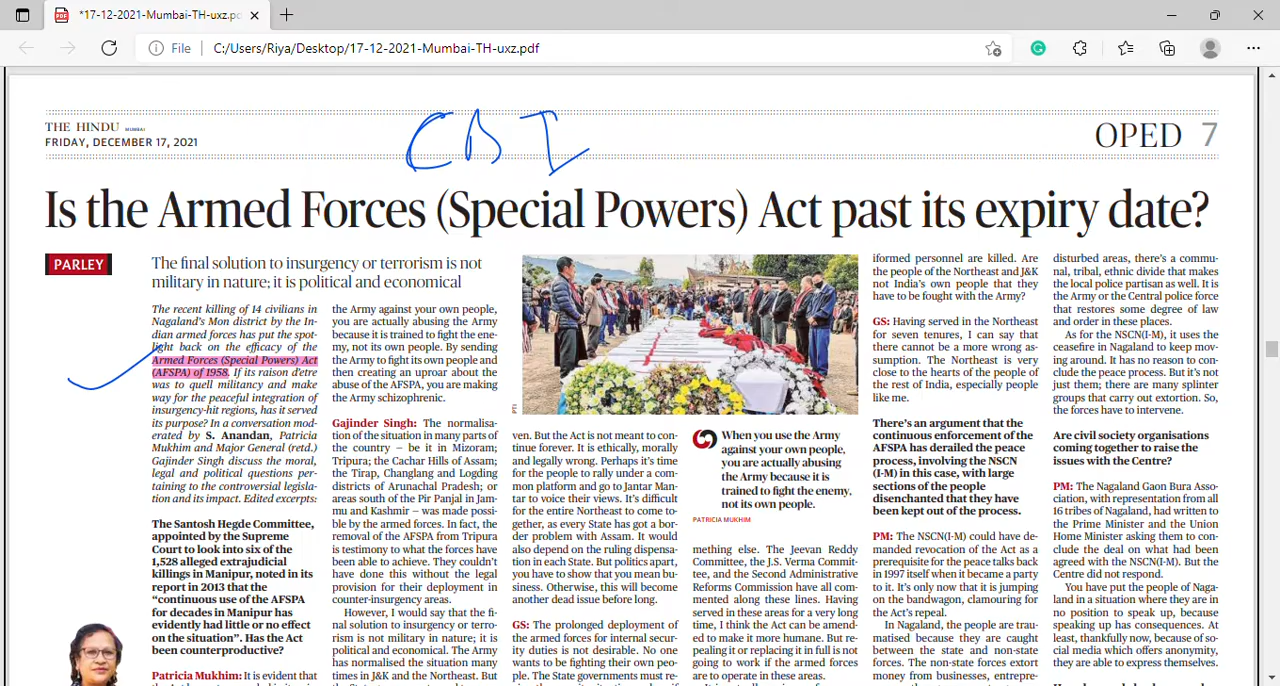 *17-12-2021-Mumbai-TH-uxz.pd
File
C:/Users/Riya/Desktop/17-12-2021-Mumbai-TH-uxz.pdf
THE HINDU MUMBAI
FRIDAY, DECEMBER 17, 2021
CBI
OPED 7
Is the Armed Forces (Special Powers) Act past its expiry date?
PARLEY
The final solution to insurgency or terrorism is not
military in nature; it is political and economical
The recent killing of 14 civilians in
Nagaland's Mon district by the In-
dian armed forces has put the spot-
light back on the efficacy of the
Armed Forces (Special Powers) Act
(AFSPA) of 1958. If its raison d'etre
was to quell militancy and make
way for the peaceful integration of
insurgency-hit regions, has it served
its purpose? In a conversation mod-
erated by S. Anandan, Patricia
Mukhim and Major General (retd.)
Gajinder Singh discuss the moral,
legal and political questions per-
taining to the controversial legisla-
tion and its impact. Edited excerpts:
The Santosh Hegde Committee,
appointed by the Supreme
Court to look into six of the
1,528 alleged extrajudicial
killings in Manipur, noted in its
report in 2013 that the
“continuous use of the AFSPA
for decades in Manipur has
evidently had little or no effect
on the situation”. Has the Act
been counterproductive?
Patricia Mukhim: It is evident that
the Army against your own people,
you are actually abusing the Army
because it is trained to fight the ene-
my, not its own people. By sending
the Army to fight its own people and
then creating an uproar about the
abuse of the AFSPA, you are making
the Army schizophrenic.
Gajinder Singh: The normalisa-
tion of the situation in many parts of
the country – be it in Mizoram;
Tripura; the Cachar Hills of Assam;
the Tirap, Changlang and Logding
districts of Arunachal Pradesh; or
areas south of the Pir Panjal in Jam-
mu and Kashmir – was made possi-
ble by the armed forces. In fact, the
removal of the AFSPA from Tripura
is testimony to what the forces have
been able to achieve. They couldn't
have done this without the legal
provision for their deployment in
counter-insurgency areas.
However, I would say that the fi-
nal solution to insurgency or terro-
rism is not military in nature; it is
political and economical. The Army
has normalised the situation many
times in J&K and the Northeast. But
PTI
ven. But the Act is not meant to con-
tinue forever. It is ethically, morally
and legally wrong. Perhaps it's time
for the people to rally under a com-
mon platform and go to Jantar Man-
tar to voice their views. It's difficult
for the entire Northeast to come to-
gether, as every State has got a bor-
der problem with Assam. It would
also depend on the ruling dispensa-
tion in each State. But politics apart,
you have to show that you mean bu-
siness. Otherwise, this will become
another dead issue before long.
GS: The prolonged deployment of
the armed forces for internal secur-
ity duties is not desirable. No one
wants to be fighting their own peo-
ple. The State governments must re-
When you use the Army
against your own people,
you are actually abusing
the Army because it is
trained to fight the enemy,
not its own people.
PATRICIA MUKHIM
mething else. The Jeevan Reddy
Committee, the J.S. Verma Commit-
tee, and the Second Administrative
Reforms Commission have all com-
mented along these lines. Having
served in these areas for a very long
time, I think the Act can be amend-
ed to make it more humane. But re-
pealing it or replacing it in full is not
going to work if the armed forces
are to operate in these areas.
informed personnel are killed. Are
the people of the Northeast and J&K
not India's own people that they
have to be fought with the Army?
GS: Having served in the Northeast
for seven tenures, I can say that
there cannot be a more wrong as-
sumption. The Northeast is very
close to the hearts of the people of
the rest of India, especially people
like me.
There's an argument that the
continuous enforcement of the
AFSPA has derailed the peace
process, involving the NSCN
(I-M) in this case, with large
sections of the people
disenchanted that they have
been kept out of the process.
PM: The NSCN(I-M) could have de-
manded revocation of the Act as a
prerequisite for the peace talks back
in 1997 itself when it became a party
to it. It's only now that it is jumping
on the bandwagon, clamouring for
the Act's repeal.
In Nagaland, the people are trau-
matised because they are caught
between the state and non-state
forces. The non-state forces extort
money from businesses, entrepre-
disturbed areas, there's a commu-
nal, tribal, ethnic divide that makes
the local police partisan as well. It is
the Army or the Central police force
that restores some degree of law
and order in these places.
As for the NSCN(I-M), it uses the
ceasefire in Nagaland to keep mov-
ing around. It has no reason to con-
clude the peace process. But it's not
just them; there are many splinter
groups that carry out extortion. So,
the forces have to intervene.
Are civil society organisations
coming together to raise the
issues with the Centre?
PM: The Nagaland Gaon Bura Asso-
ciation, with representation from all
16 tribes of Nagaland, had written to
the Prime Minister and the Union
Home Minister asking them to con-
clude the deal on what had been
agreed with the NSCN(I-M). But the
Centre did not respond.
You have put the people of Naga-
land in a situation where they are in
no position to speak up, because
speaking up has consequences. At
least, thankfully now, because of so-
cial media which offers anonymity,
they are able to express themselves.